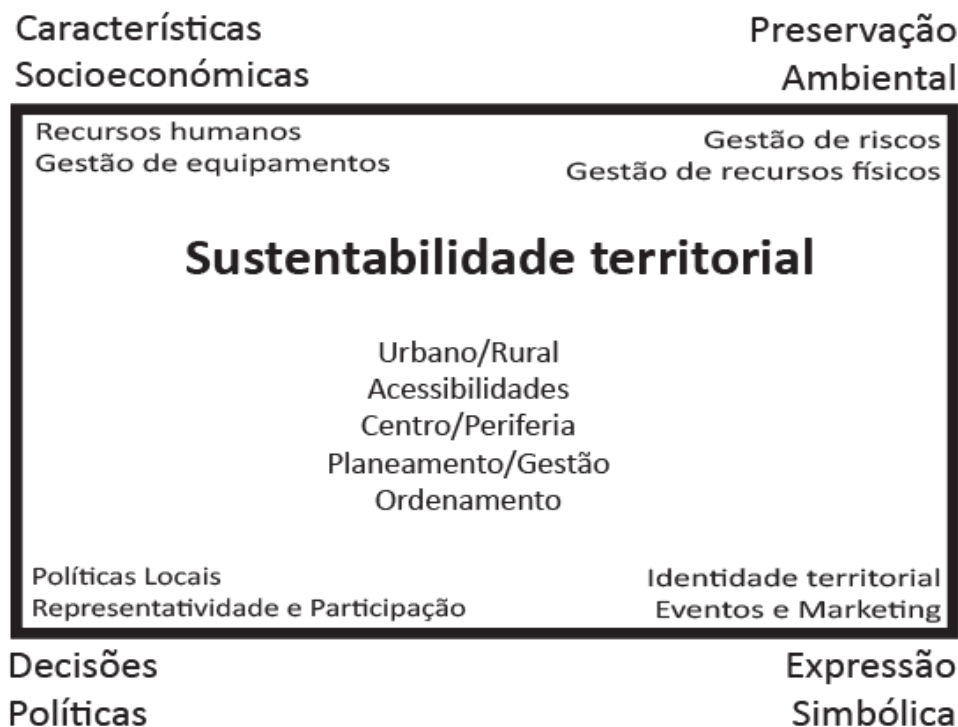 Características
Socioeconómicas
Preservação
Ambiental
Recursos humanos
Gestão de equipamentos
Gestão de riscos
Gestão de recursos físicos
Sustentabilidade territorial
Urbano/Rural
Acessibilidades
Centro/Periferia
Planeamento/Gestão
Ordenamento
Políticas Locais
Representatividade e Participação
Identidade territorial
Eventos e Marketing
Decisões
Políticas
Expressão
Simbólica